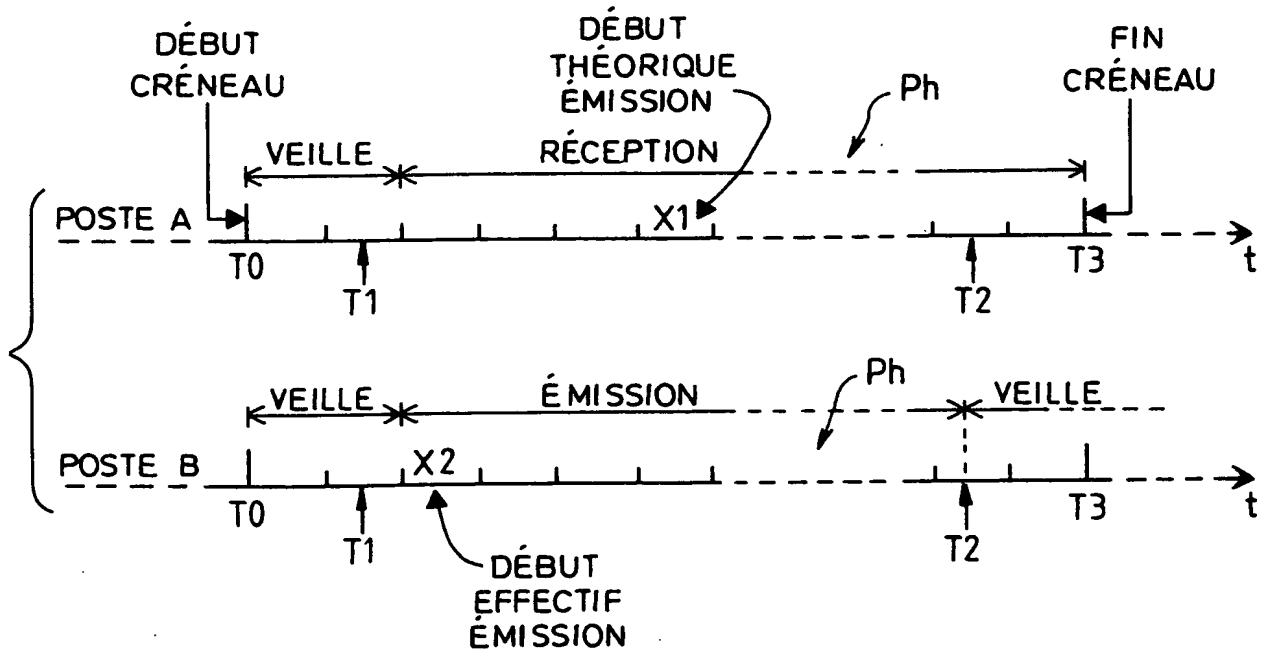 DÉBUT
CRÉNEAU
DÉBUT
THÉORIQUE
ÉMISSION
Ph
FIN
CRÉNEAU
VEILLE
RÉCEPTION
POSTE A
X1
T0
T1
T2
T3
t
Ph
VEILLE
ÉMISSION
VEILLE
POSTE B
X2
T0
T1
T2
T3
t
DÉBUT
EFFECTIF
ÉMISSION